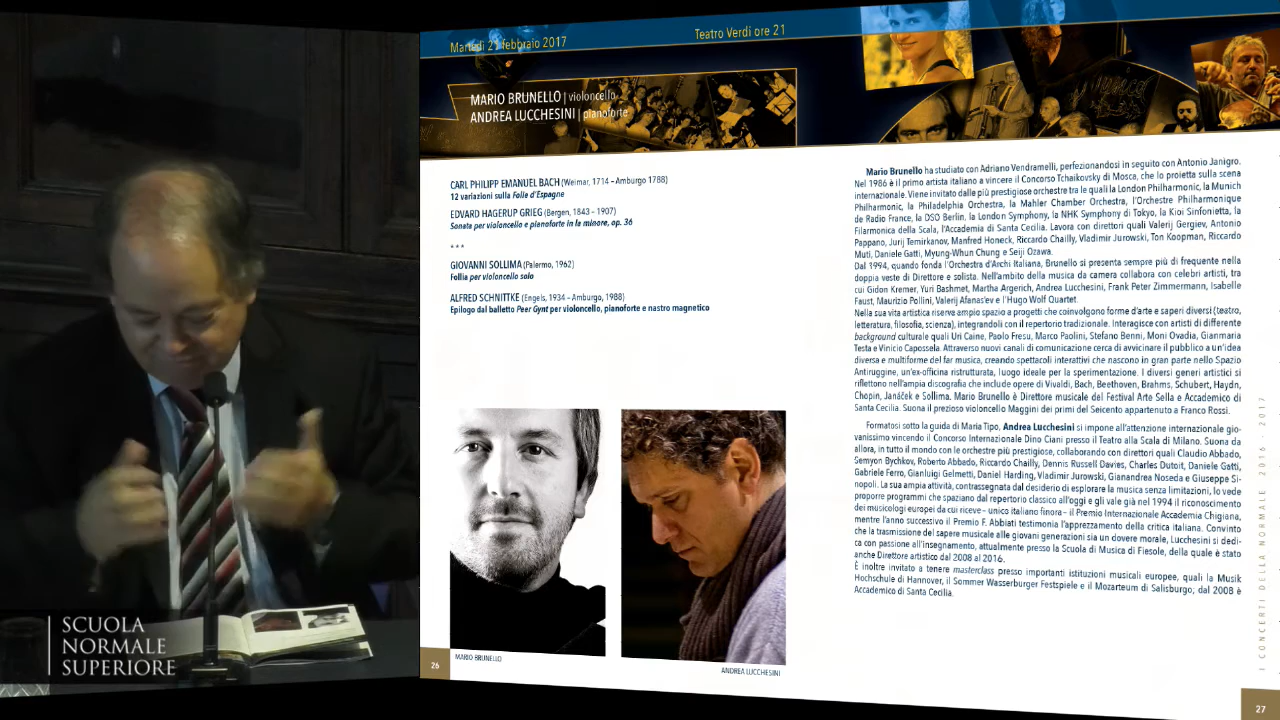 Martedì 21 febbraio 2017
Teatro Verdi ore 21
MARIO BRUNELLO | violoncello
ANDREA LUCCHESINI | pianoforte
CARL PHILIPP EMANUEL BACH (Weimar, 1714 – Amburgo 1788)
12 variazioni sulla Folie d'Espagne
EDVARD HAGERUP GRIEG (Bergen, 1843 - 1907)
Sonata per violoncello e pianoforte in la minore, op. 36
* * *
GIOVANNI SOLLIMA (Palermo, 1962)
Follia per violoncello solo
ALFRED SCHNITTKE (Engels, 1934 – Amburgo, 1988)
Epilogo dal balletto Peer Gynt per violoncello, pianoforte e nastro magnetico
MARIO BRUNELLO
ANDREA LUCCHESINI
26
Mario Brunello ha studiato con Adriano Vendramelli, perfezionandosi in seguito con Antonio Janigro.
Nel 1986 è il primo artista italiano a vincere il Concorso Tchaikovsky di Mosca, che lo proietta sulla scena
internazionale. Viene invitato dalle più prestigiose orchestre tra le quali la London Philharmonic, la Munich
Philharmonic, la Philadelphia Orchestra, la Mahler Chamber Orchestra, l'Orchestre Philharmonique
de Radio France, la DSO Berlin, la London Symphony, la NHK Symphony di Tokyo, la Kioi Sinfonietta, la
Filarmonica della Scala, l'Accademia di Santa Cecilia. Lavora con direttori quali Valerij Gergiev, Antonio
Pappano, Jurij Temirkanov, Manfred Honeck, Riccardo Chailly, Vladimir Jurowski, Ton Koopman, Riccardo
Muti, Daniele Gatti, Myung-Whun Chung e Seiji Ozawa.
Dal 1994, quando fonda l'Orchestra d'Archi Italiana, Brunello si presenta sempre più di frequente nella
doppia veste di Direttore e solista. Nell'ambito della musica da camera collabora con celebri artisti, tra
cui Gidon Kremer, Yuri Bashmet, Martha Argerich, Andrea Lucchesini, Frank Peter Zimmermann, Isabelle
Faust, Maurizio Pollini, Valerij Afanas'ev e l'Hugo Wolf Quartet.
Nella sua vita artistica riserva ampio spazio a progetti che coinvolgono forme d'arte e saperi diversi (teatro,
letteratura, filosofia, scienza), integrandoli con il repertorio tradizionale. Interagisce con artisti di differente
background culturale quali Uri Caine, Paolo Fresu, Marco Paolini, Stefano Benni, Moni Ovadia, Gianmaria
Testa e Vinicio Capossela. Attraverso nuovi canali di comunicazione cerca di avvicinare il pubblico a un'idea
diversa e multiforme del far musica, creando spettacoli interattivi che nascono in gran parte nello Spazio
Antiruggine, un'ex-officina ristrutturata, luogo ideale per la sperimentazione. I diversi generi artistici si
riflettono nell'ampia discografia che include opere di Vivaldi, Bach, Beethoven, Brahms, Schubert, Haydn,
Chopin, Janáček e Sollima. Mario Brunello è Direttore musicale del Festival Arte Sella e Accademico di
Santa Cecilia. Suona il prezioso violoncello Maggini dei primi del Seicento appartenuto a Franco Rossi.
Formatosi sotto la guida di Maria Tipo, Andrea Lucchesini si impone all'attenzione internazionale gio-
vanissimo vincendo il Concorso Internazionale Dino Ciani presso il Teatro alla Scala di Milano. Suona da
allora, in tutto il mondo con le orchestre più prestigiose, collaborando con direttori quali Claudio Abbado,
Semyon Bychkov, Roberto Abbado, Riccardo Chailly, Dennis Russell Davies, Charles Dutoit, Daniele Gatti,
Gabriele Ferro, Gianluigi Gelmetti, Daniel Harding, Vladimir Jurowski, Gianandrea Noseda e Giuseppe Si-
nopoli. La sua ampia attività, contrassegnata dal desiderio di esplorare la musica senza limitazioni, lo vede
proporre programmi che spaziano dal repertorio classico all'oggi e gli vale già nel 1994 il riconoscimento
dei musicologi europei da cui riceve – unico italiano finora – il Premio Internazionale Accademia Chigiana,
mentre l'anno successivo il Premio F. Abbiati testimonia l'apprezzamento della critica italiana. Convinto
che la trasmissione del sapere musicale alle giovani generazioni sia un dovere morale, Lucchesini si dedi-
ca con passione all'insegnamento, attualmente presso la Scuola di Musica di Fiesole, della quale è stato
anche Direttore artistico dal 2008 al 2016.
È inoltre invitato a tenere masterclass presso importanti istituzioni musicali europee, quali la Musik
Hochschule di Hannover, il Sommer Wasserburger Festspiele e il Mozarteum di Salisburgo; dal 2008 è
Accademico di Santa Cecilia.
I CONCERTI DELLA NORMALE 2016 - 2017
27
SCUOLA
NORMALE
SUPERIORE